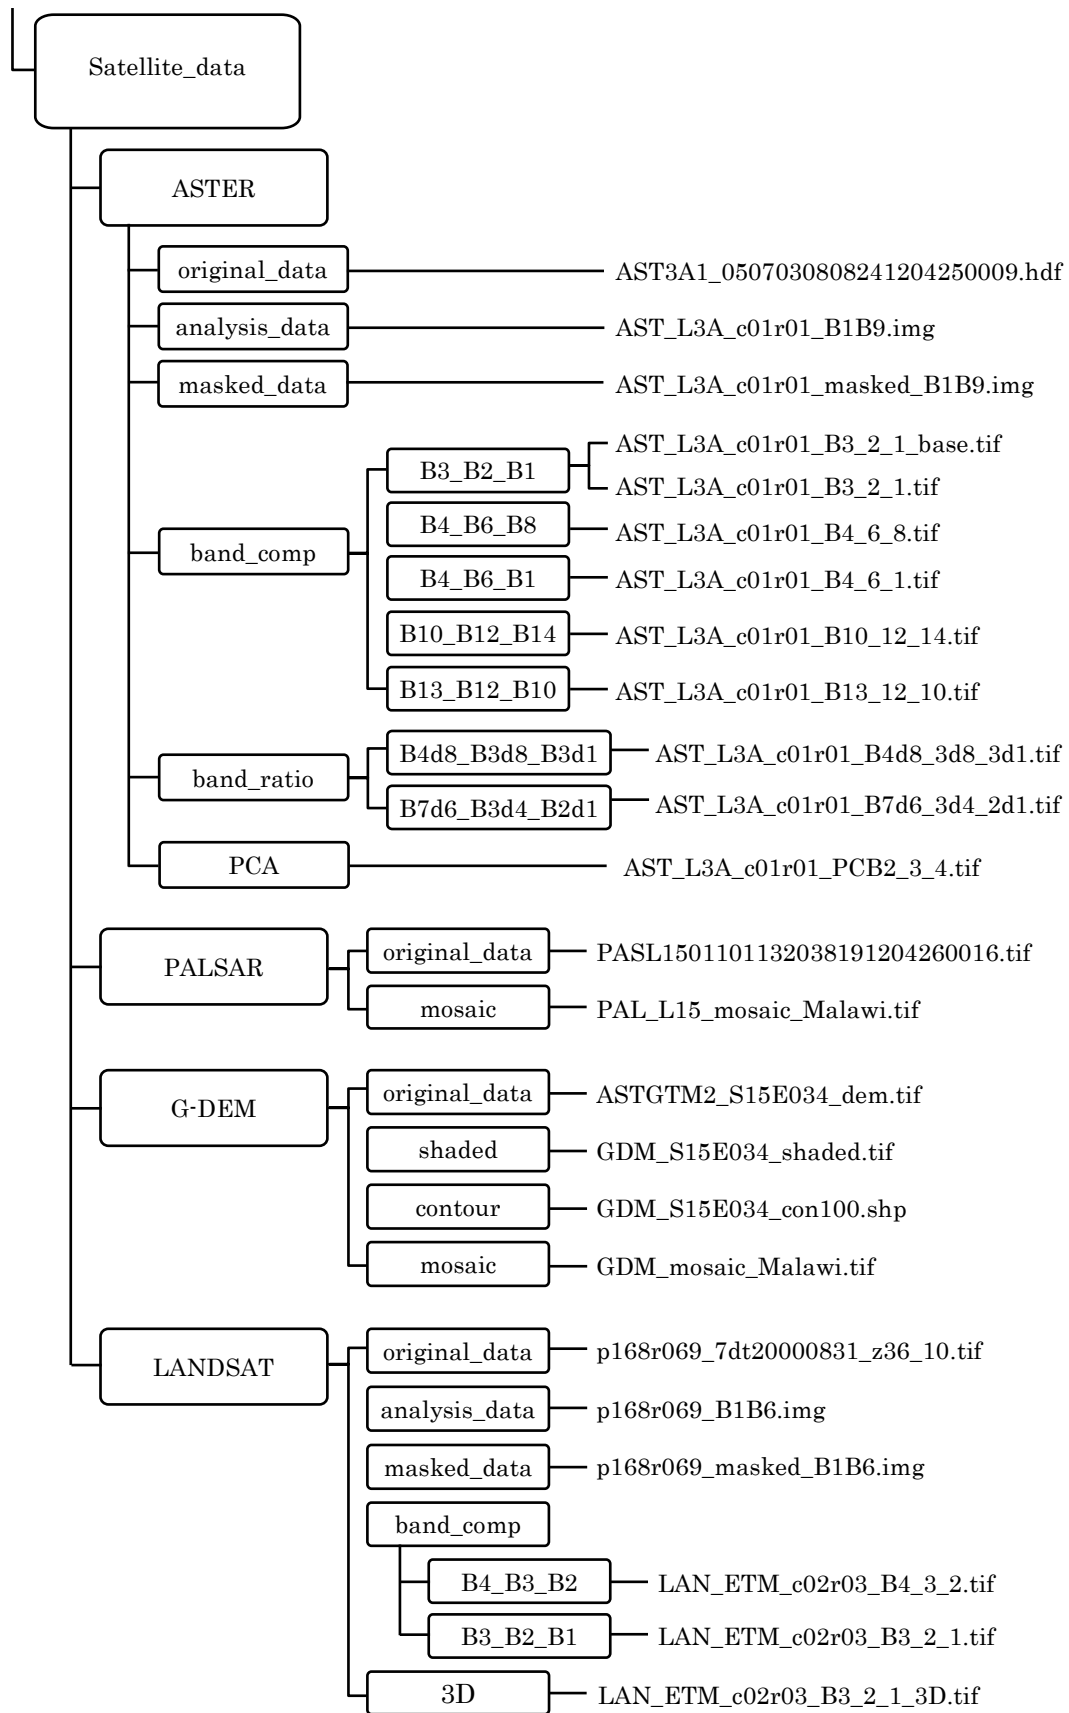 Satellite_data
ASTER
original_data AST3A1_0507030808241204250009.hdf
analysis_data AST_L3A_c01r01_B1B9.img
masked_data AST_L3A_c01r01_masked_B1B9.img
AST_L3A_c01r01_B3_2_1_base.tif
B3_B2_B1
AST_L3A_c01r01_B3_2_1.tif
B4_B6_B8 AST_L3A_c01r01_B4_6_8.tif
band_comp
B4_B6_B1 AST_L3A_c01r01_B4_6_1.tif
B10_B12_B14 AST_L3A_c01r01_B10_12_14.tif
B13_B12_B10 AST_L3A_c01r01_B13_12_10.tif
B4d8_B3d8_B3d1 AST_L3A_c01r01_B4d8_3d8_3d1.tif
band_ratio
B7d6_B3d4_B2d1 AST_L3A_c01r01_B7d6_3d4_2d1.tif
PCA AST_L3A_c01r01_PCB2_3_4.tif
original_data PASL1501101132038191204260016.tif
PALSAR
mosaic PAL_L15_mosaic_Malawi.tif
original_data ASTGTM2_S15E034_dem.tif
G-DEM
shaded GDM_S15E034_shaded.tif
contour GDM_S15E034_con100.shp
mosaic GDM_mosaic_Malawi.tif
original_data p168r069_7dt20000831_z36_10.tif
LANDSAT
analysis_data p168r069_B1B6.img
masked_data p168r069_masked_B1B6.img
band_comp
B4_B3_B2 LAN_ETM_c02r03_B4_3_2.tif
B3_B2_B1 LAN_ETM_c02r03_B3_2_1.tif
3D LAN_ETM_c02r03_B3_2_1_3D.tif